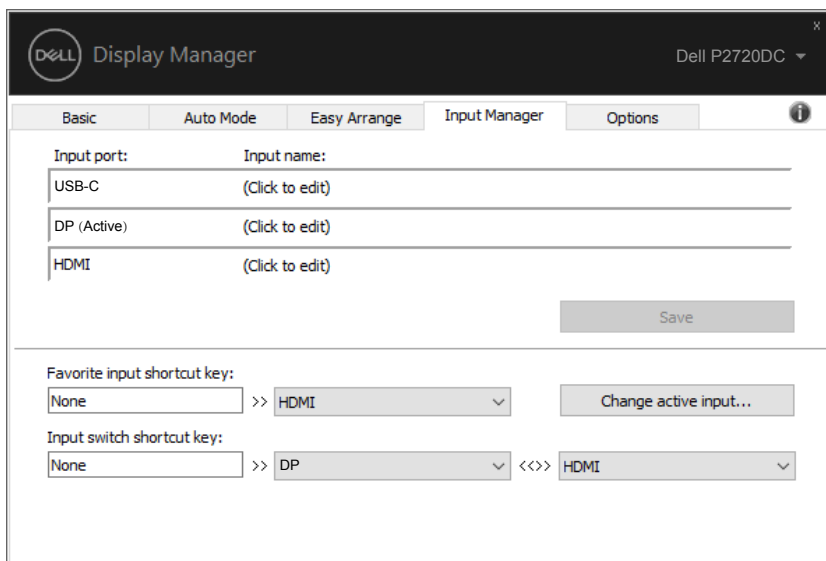 x
DELL Display Manager Dell P2720DC
Basic Auto Mode Easy Arrange Input Manager Options i
Input port: Input name:
USB-C (Click to edit)
DP (Active) (Click to edit)
HDMI (Click to edit)
Save
Favorite input shortcut key:
None >> HDMI Change active input...
Input switch shortcut key:
None >> DP <<>> HDMI